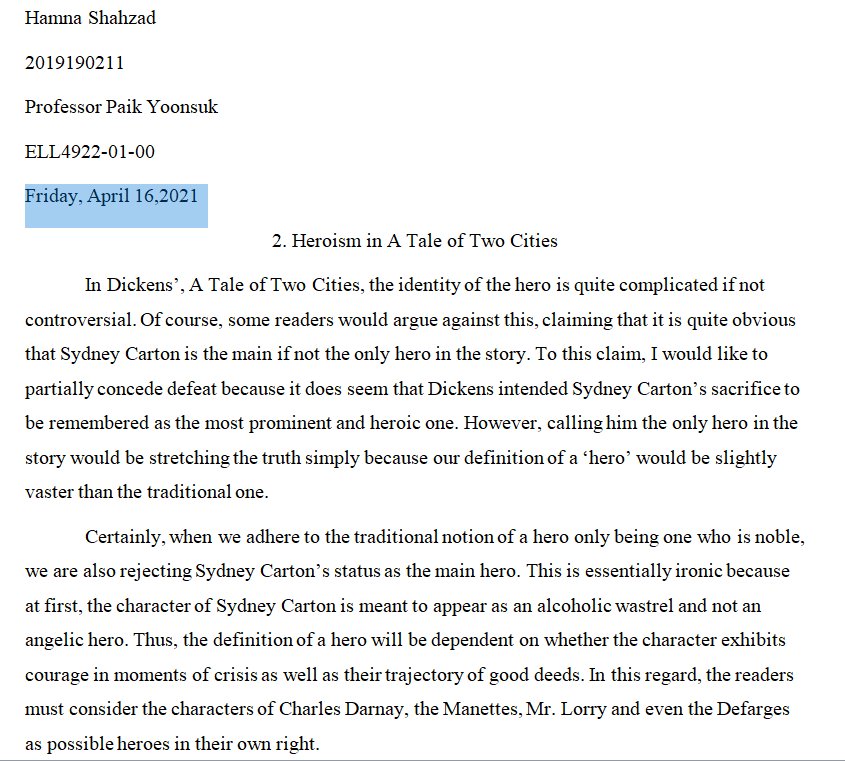 Hamna Shahzad
2019190211
Professor Paik Yoonsuk
ELL4922-01-00
Friday, April 16,2021
2. Heroism in A Tale of Two Cities
In Dickens’, A Tale of Two Cities, the identity of the hero is quite complicated if not
controversial. Of course, some readers would argue against this, claiming that it is quite obvious
that Sydney Carton is the main if not the only hero in the story. To this claim, I would like to
partially concede defeat because it does seem that Dickens intended Sydney Carton’s sacrifice to
be remembered as the most prominent and heroic one. However, calling him the only hero in the
story would be stretching the truth simply because our definition of a ‘hero’ would be slightly
vaster than the traditional one.
Certainly, when we adhere to the traditional notion of a hero only being one who is noble,
we are also rejecting Sydney Carton’s status as the main hero. This is essentially ironic because
at first, the character of Sydney Carton is meant to appear as an alcoholic wastrel and not an
angelic hero. Thus, the definition of a hero will be dependent on whether the character exhibits
courage in moments of crisis as well as their trajectory of good deeds. In this regard, the readers
must consider the characters of Charles Darnay, the Manettes, Mr. Lorry and even the Defarges
as possible heroes in their own right.